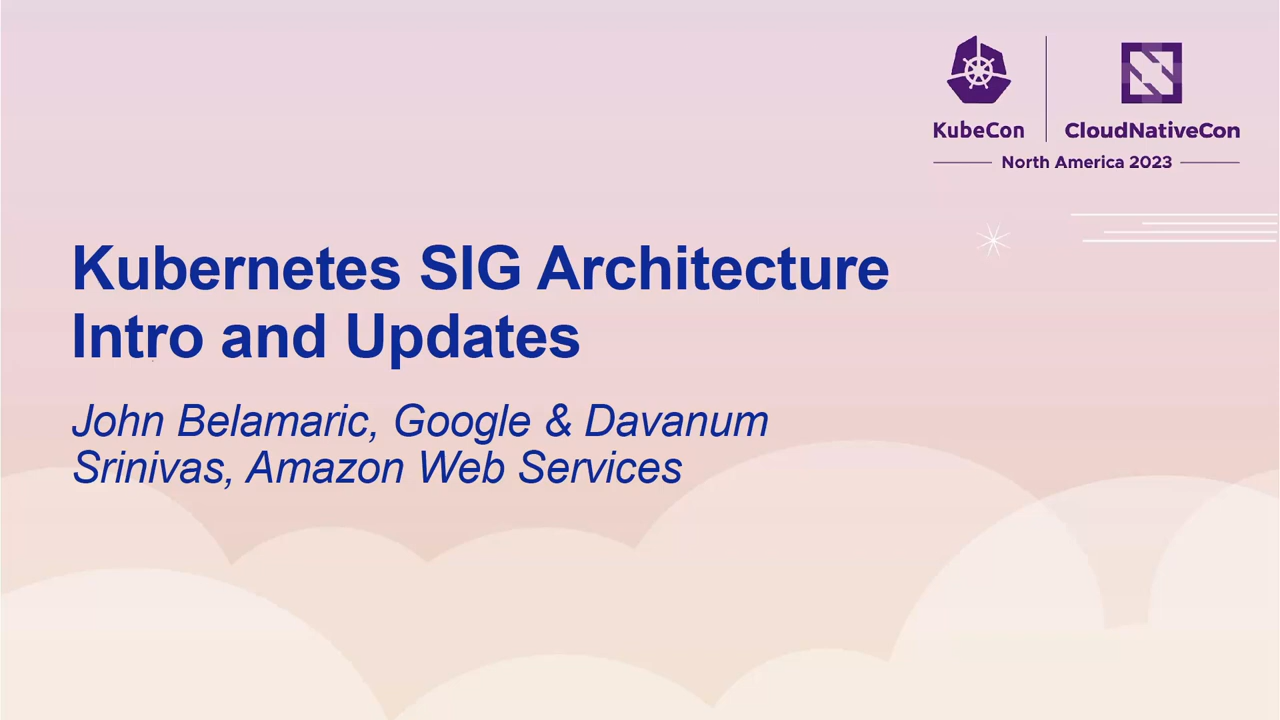 KubeCon
CloudNativeCon
North America 2023
Kubernetes SIG Architecture
Intro and Updates
John Belamaric, Google & Davanum
Srinivas, Amazon Web Services